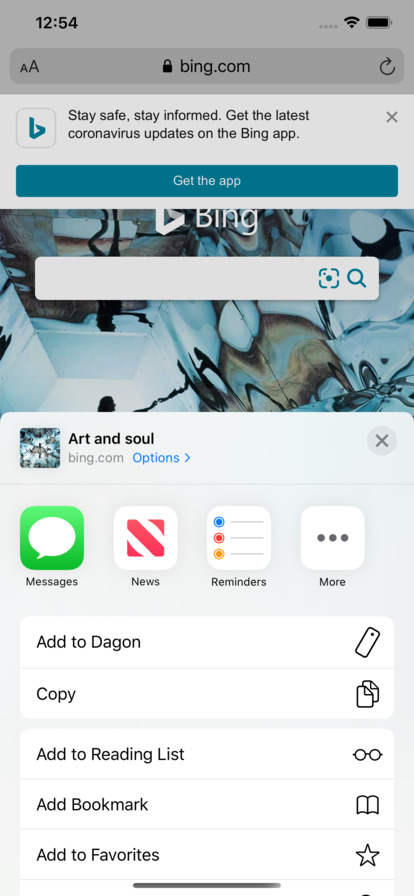 12:54
AA
bing.com
Stay safe, stay informed. Get the latest
coronavirus updates on the Bing app.
Get the app
Bing
Art and soul
bing.com Options >
Messages
News
Reminders
More
Add to Dagon
Copy
Add to Reading List
Add Bookmark
Add to Favorites